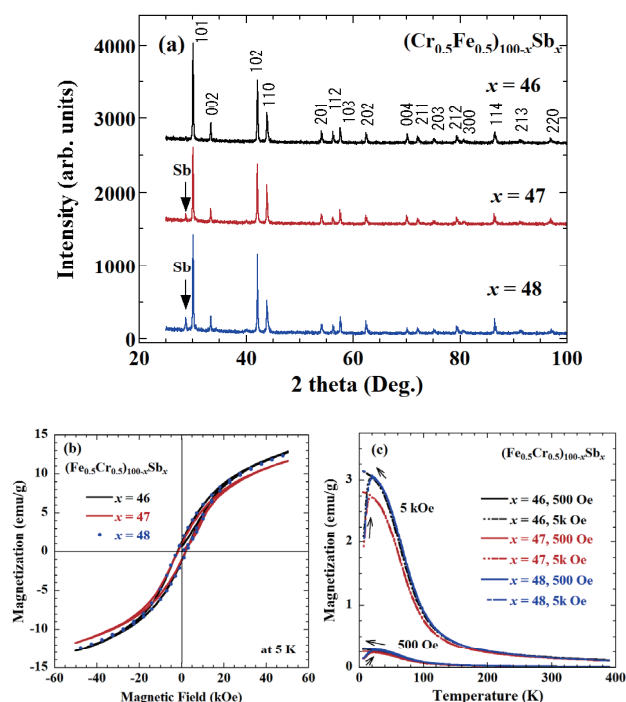 (a)
(Cr0.5Fe0.5)100-xSbx
Intensity (arb. units)
5000
4000
3000
2000
1000
0
101
002
102
110
201
112
103
202
004
211
203
212
300
114
213
220
x = 46
Sb
x = 47
Sb
x = 48
20
40
60
80
100
2 theta (Deg.)
(b)
(Fe0.5Cr0.5)100-xSbx
x = 46
x = 47
x = 48
at 5 K
Magnetization (emu/g)
15
10
5
0
-5
-10
-15
-60
-40
-20
0
20
40
60
Magnetic Field (kOe)
(c)
(Fe0.5Cr0.5)100-xSbx
x = 46, 500 Oe
x = 46, 5k Oe
x = 47, 500 Oe
x = 47, 5k Oe
x = 48, 500 Oe
x = 48, 5k Oe
5 kOe
500 Oe
Magnetization (emu/g)
3
2
1
0
0
100
200
300
400
Temperature (K)